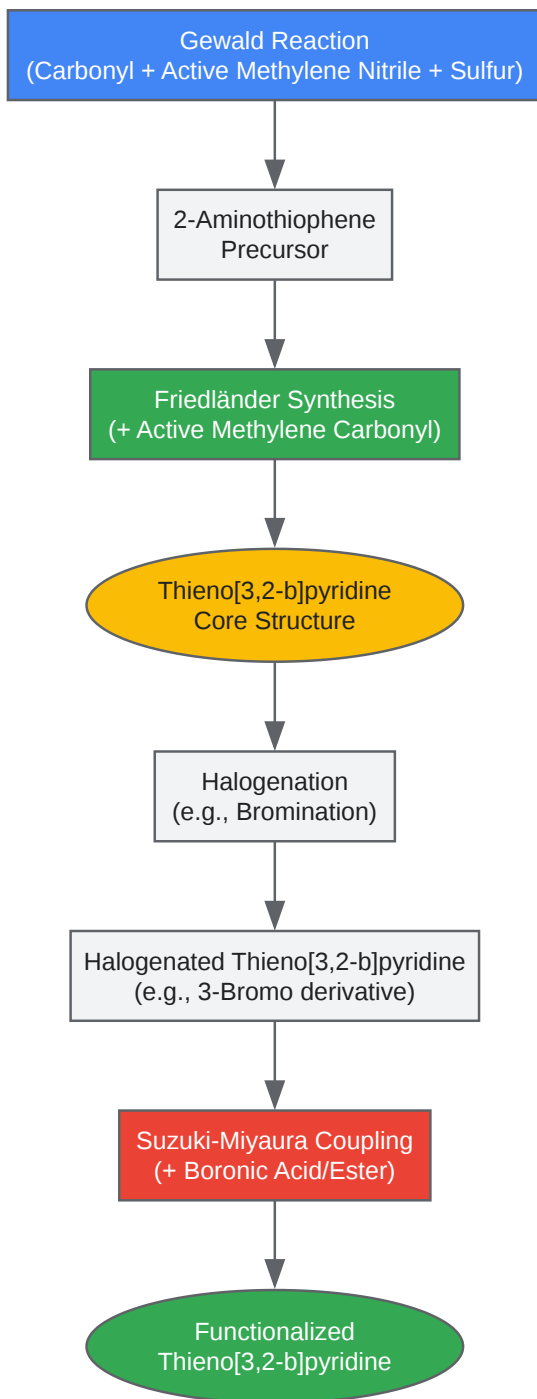 Gewald Reaction
(Carbonyl + Active Methylene Nitrile + Sulfur)
2-Aminothiophene
Precursor
Friedländer Synthesis
(+ Active Methylene Carbonyl)
Thieno[3,2-b]pyridine
Core Structure
Halogenation
(e.g., Bromination)
Halogenated Thieno[3,2-b]pyridine
(e.g., 3-Bromo derivative)
Suzuki-Miyaura Coupling
(+ Boronic Acid/Ester)
Functionalized
Thieno[3,2-b]pyridine